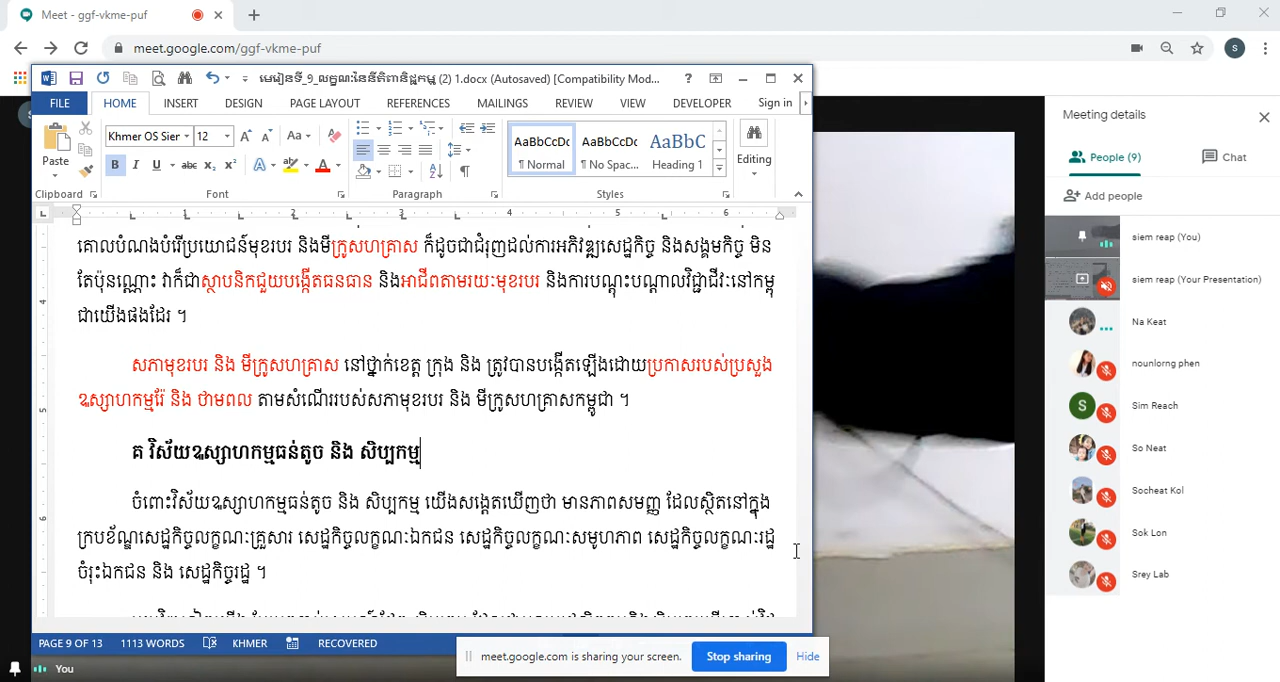 Meet - ggf-vkme-puf
meet.google.com/ggf-vkme-puf
S
មេរៀនទី_9_លក្ខណៈនៃនីតិពាណិជ្ជកម្ម (2) 1.docx (Autosaved) [Compatibility Mod...
FILE HOME INSERT DESIGN PAGE LAYOUT REFERENCES MAILINGS REVIEW VIEW DEVELOPER Sign in
Khmer OS Siem 12
Paste
AaBbCcDc AaBbCcDc AaBbC
¶ Normal ¶ No Spac... Heading 1
Editing
Clipboard Font Paragraph Styles
1 2 3 4 5 6
គោលបំណងបំរើប្រយោជន៍មុខរបរ និងមីក្រូសហគ្រាស ក៏ដូចជាជំរុញដល់ការអភិវឌ្ឍសេដ្ឋកិច្ច និងសង្គមកិច្ច មិន
តែប៉ុន្ណោះ វាក៏ជាស្ថាបនិកជួយបង្កើតធនធាន និងអាជីពតាមរយៈមុខរបរ និងការបណ្តុះបណ្តាលវិជ្ជាជីវៈនៅកម្ពុ
ជាយើងផងដែរ ។
សភាមុខរបរ និង មីក្រូសហគ្រាស នៅថ្នាក់ខេត្ត ក្រុង និង ត្រូវបានបង្កើតឡើងដោយប្រកាសរបស់ប្រសួង
ឩស្សាហកម្មរ៉ែ និង ថាមពល តាមសំណើររបស់សភាមុខរបរ និង មីក្រូសហគ្រាសកម្ពុជា ។
គ វិស័យឩស្សាហកម្មធន់តូច និង សិប្បកម្ម
ចំពោះវិស័យឩស្សាហកម្មធន់តូច និង សិប្បកម្ម យើងសង្កេតឃើញថា មានភាពសមញ្ញ ដែលស្ថិតនៅក្នុង
ក្របខ័ណ្ឌសេដ្ឋកិច្ចលក្ខណៈគ្រួសារ សេដ្ឋកិច្ចលក្ខណៈឯកជន សេដ្ឋកិច្ចលក្ខណៈសមូហភាព សេដ្ឋកិច្ចលក្ខណៈរដ្ឋ
ចំរុះឯកជន និង សេដ្ឋកិច្ចរដ្ឋ ។
PAGE 9 OF 13 1113 WORDS KHMER RECOVERED
meet.google.com is sharing your screen. Stop sharing Hide
You
Meeting details
People (9) Chat
Add people
siem reap (You)
siem reap (Your Presentation)
Na Keat
nounlorng phen
S Sim Reach
So Neat
Socheat Kol
Sok Lon
Srey Lab